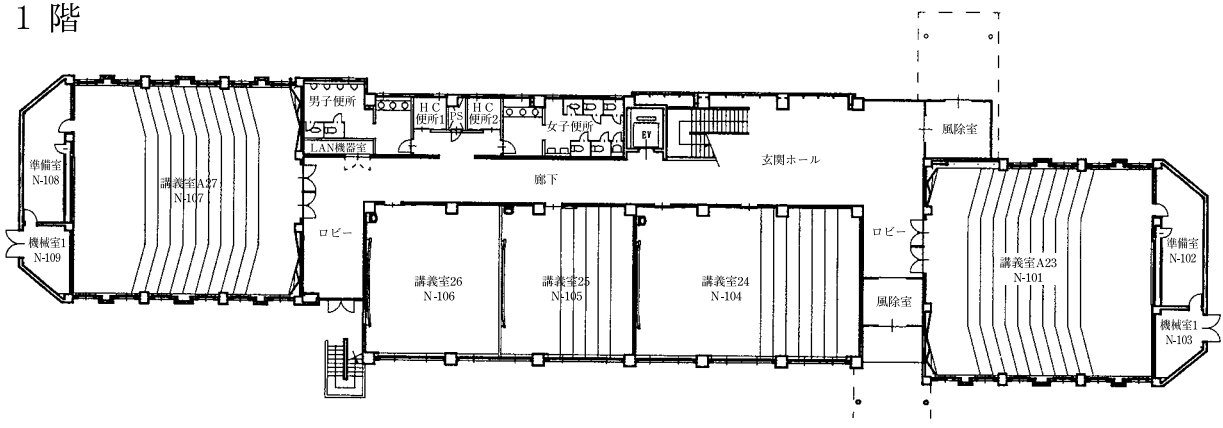 1 階
男子便所
HC
便所1
PS
HC
便所2
女子便所
EV
LAN機器室
風除室
玄関ホール
廊下
準備室
N-108
講義室A27
N-107
機械室1
N-109
ロビー
講義室26
N-106
講義室25
N-105
講義室24
N-104
ロビー
風除室
講義室A23
N-101
準備室
N-102
機械室1
N-103